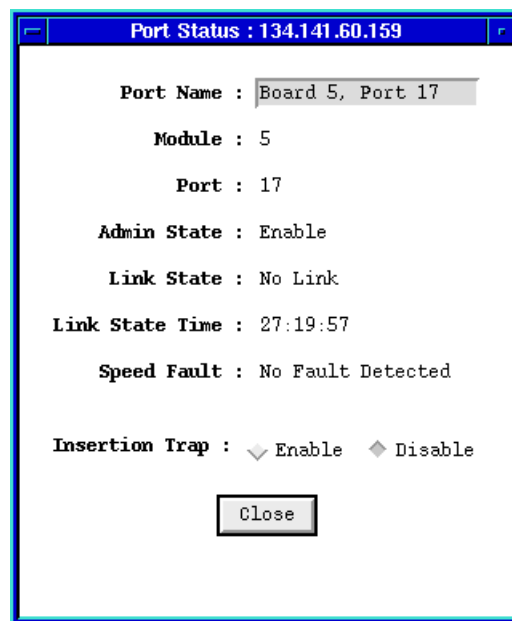 Port Status : 134.141.60.159
Port Name : Board 5, Port 17
Module : 5
Port : 17
Admin State : Enable
Link State : No Link
Link State Time : 27:19:57
Speed Fault : No Fault Detected
Insertion Trap : Enable Disable
Close